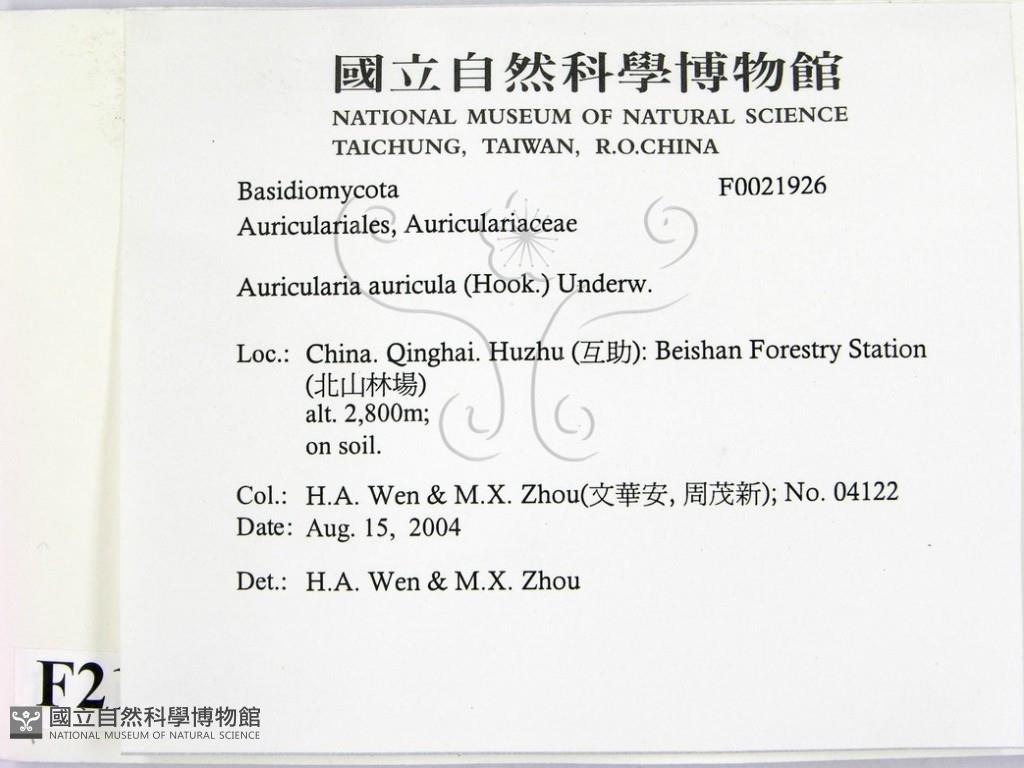 國立自然科學博物館
NATIONAL MUSEUM OF NATURAL SCIENCE
TAICHUNG, TAIWAN, R.O.CHINA
Basidiomycota F0021926
Auriculariales, Auriculariaceae
Auricularia auricula (Hook.) Underw.
Loc.: China. Qinghai. Huzhu (互助): Beishan Forestry Station
(北山林場)
alt. 2,800m;
on soil.
Col.: H.A. Wen & M.X. Zhou(文華安, 周茂新); No. 04122
Date: Aug. 15, 2004
Det.: H.A. Wen & M.X. Zhou
F2
國立自然科學博物館
NATIONAL MUSEUM OF NATURAL SCIENCE